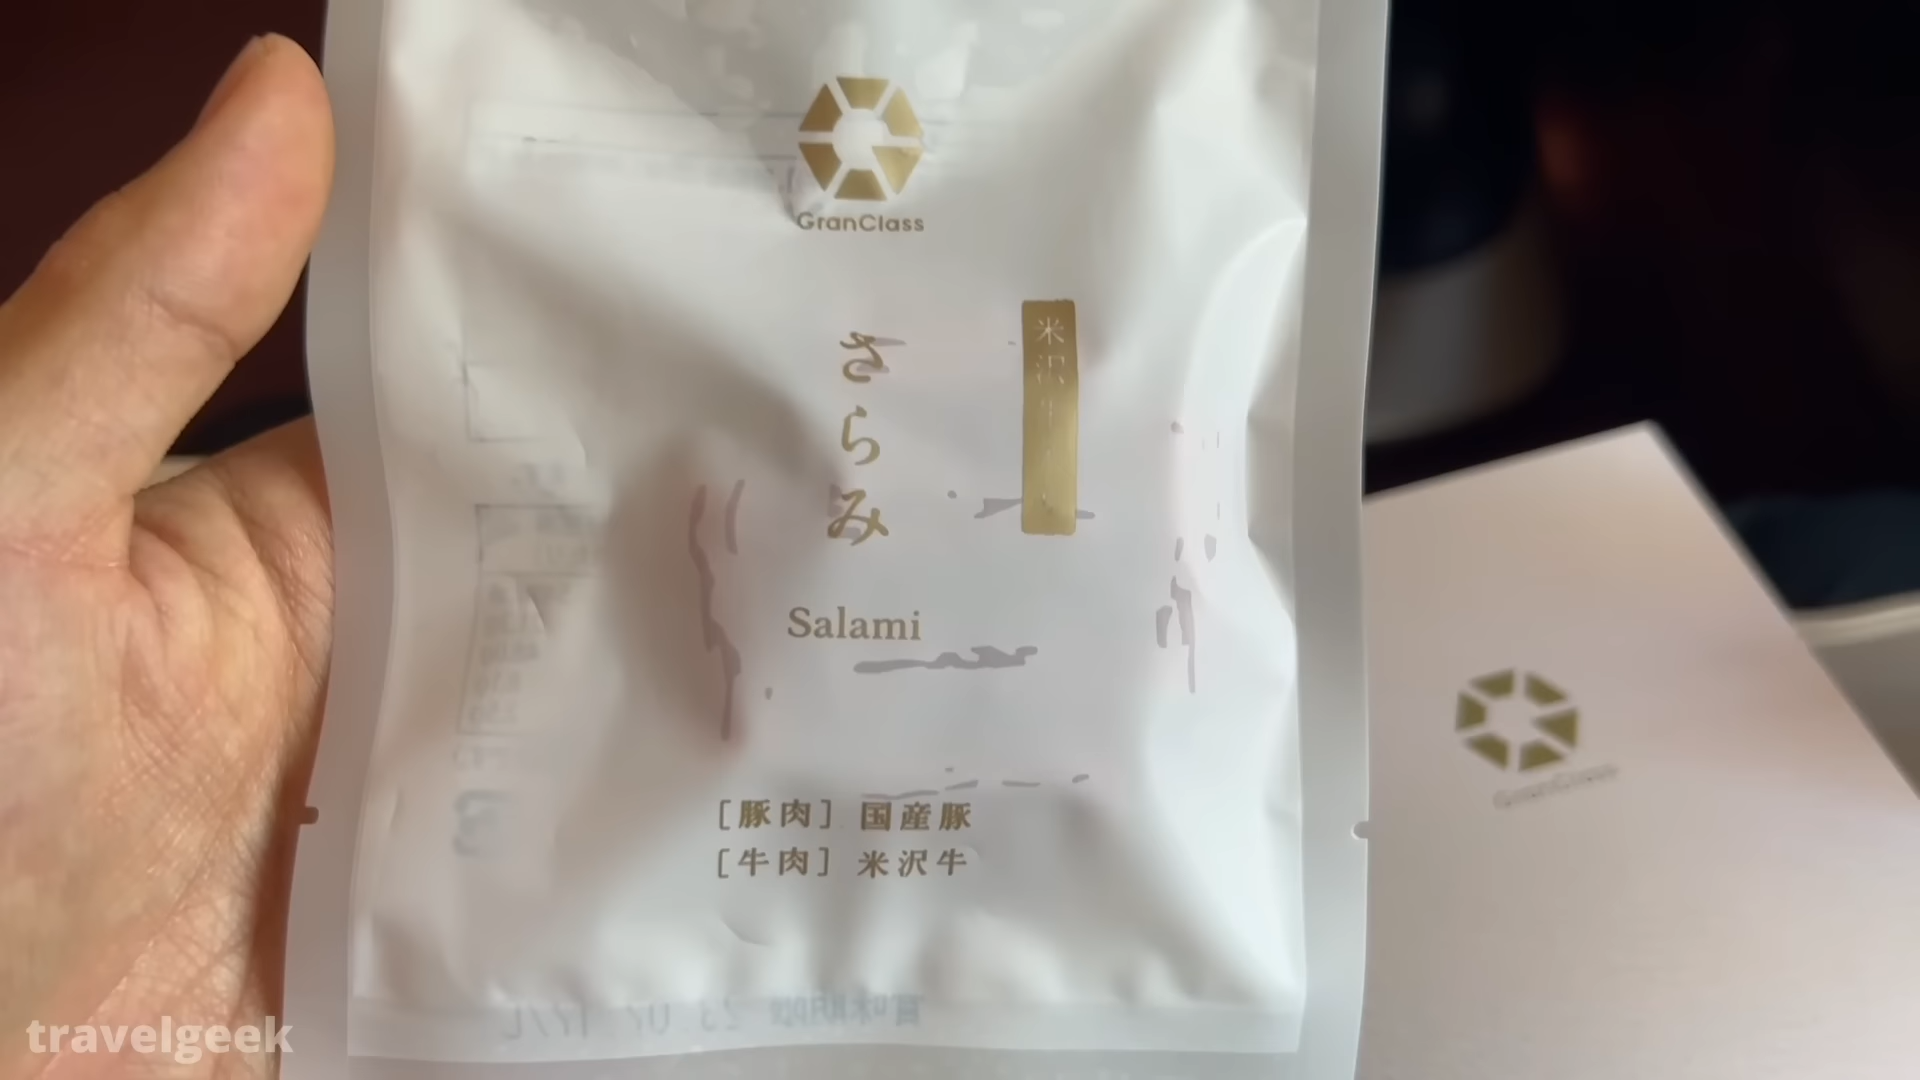 GranClass
米沢牛
さらみ
Salami
[豚肉] 国産豚
[牛肉] 米沢牛
GranClass
travelgeek